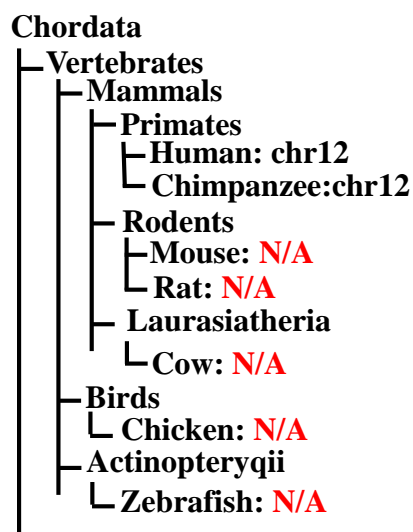 Chordata
Vertebrates
Mammals
Primates
Human: chr12
Chimpanzee:chr12
Rodents
Mouse: N/A
Rat: N/A
Laurasiatheria
Cow: N/A
Birds
Chicken: N/A
Actinopteryqii
Zebrafish: N/A